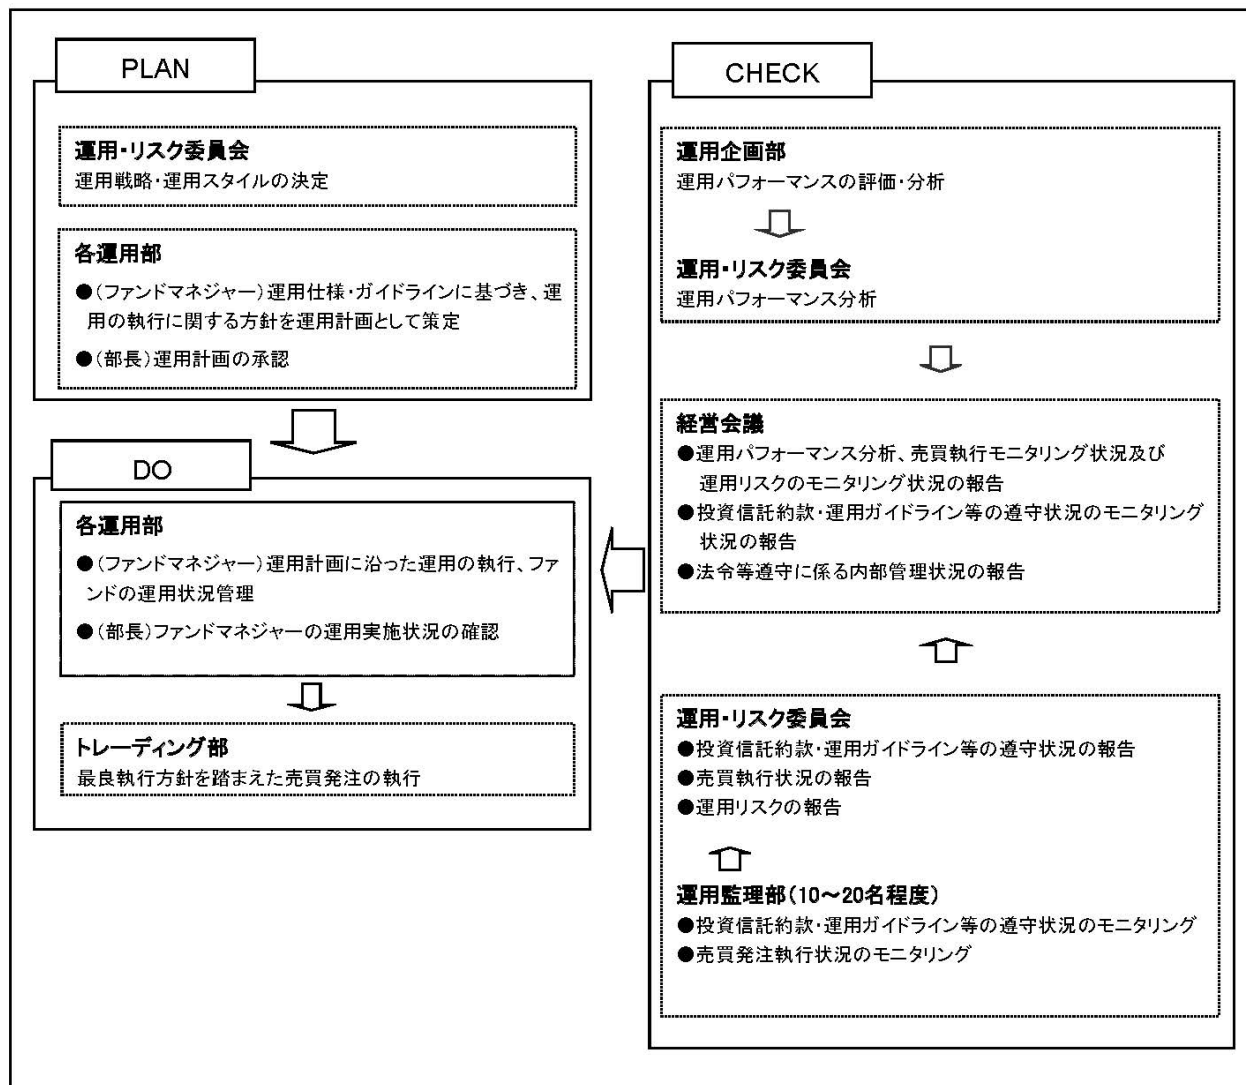 PLAN
運用・リスク委員会
運用戦略・運用スタイルの決定
各運用部
●(ファンドマネジャー)運用仕様・ガイドラインに基づき、運
用の執行に関する方針を運用計画として策定
●(部長)運用計画の承認
DO
各運用部
●(ファンドマネジャー)運用計画に沿った運用の執行、ファ
ンドの運用状況管理
●(部長)ファンドマネジャーの運用実施状況の確認
トレーディング部
最良執行方針を踏まえた売買発注の執行
CHECK
運用企画部
運用パフォーマンスの評価・分析
運用・リスク委員会
運用パフォーマンス分析
経営会議
●運用パフォーマンス分析、売買執行モニタリング状況及び
運用リスクのモニタリング状況の報告
●投資信託約款・運用ガイドライン等の遵守状況のモニタリング
状況の報告
●法令等遵守に係る内部管理状況の報告
運用・リスク委員会
●投資信託約款・運用ガイドライン等の遵守状況の報告
●売買執行状況の報告
●運用リスクの報告
運用監理部(10～20名程度)
●投資信託約款・運用ガイドライン等の遵守状況のモニタリング
●売買発注執行状況のモニタリング